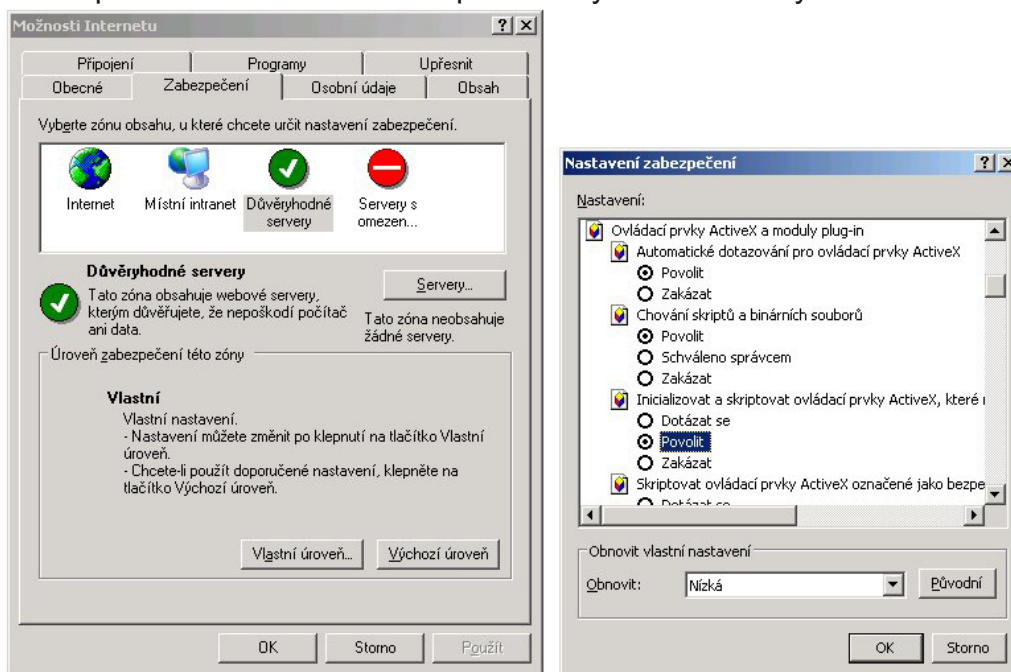 Možnosti Internetu
Připojení Programy Upřesnit
Obecné Zabezpečení Osobní údaje Obsah
Vyberte zónu obsahu, u které chcete určit nastavení zabezpečení.
Internet Místní intranet Důvěryhodné servery Servery s omezen...
Důvěryhodné servery
Tato zóna obsahuje webové servery,
kterým důvěřujete, že nepoškodí počítač
ani data.
Servery...
Tato zóna neobsahuje
žádné servery.
Úroveň zabezpečení této zóny
Vlastní
Vlastní nastavení.
- Nastavení můžete změnit po klepnutí na tlačítko Vlastní
úroveň.
- Chcete-li použít doporučené nastavení, klepněte na
tlačítko Výchozí úroveň.
Vlastní úroveň... Výchozí úroveň
OK Storno Použít
Nastavení zabezpečení
Nastavení:
Ovládací prvky ActiveX a moduly plug-in
Automatické dotazování pro ovládací prvky ActiveX
Povolit
Zakázat
Chování skriptů a binárních souborů
Povolit
Schváleno správcem
Zakázat
Inicializovat a skriptovat ovládací prvky ActiveX, které
Dotázat se
Povolit
Zakázat
Skriptovat ovládací prvky ActiveX označené jako bezpe
Obnovit vlastní nastavení
Obnovit: Nízká Původní
OK Storno